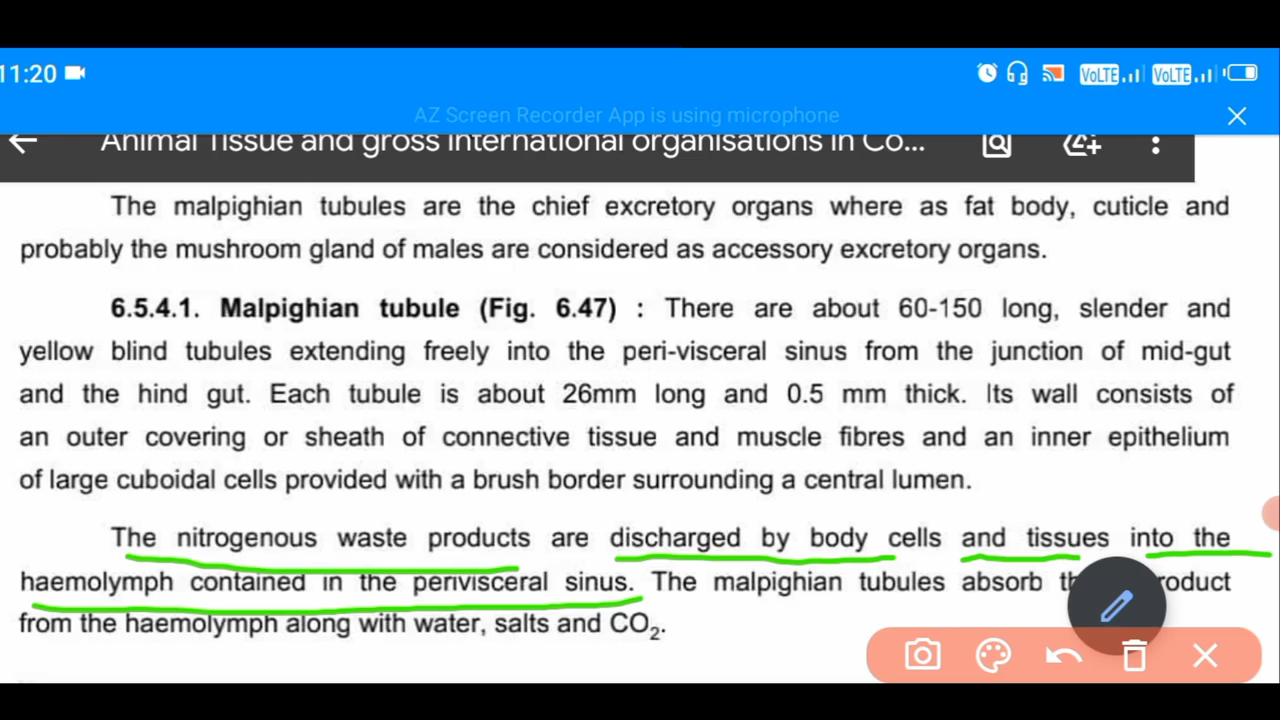 11:20
VoLTE VoLTE
AZ Screen Recorder App is using microphone
Animal Tissue and gross International organisations in Co...
The malpighian tubules are the chief excretory organs where as fat body, cuticle and
probably the mushroom gland of males are considered as accessory excretory organs.
6.5.4.1. Malpighian tubule (Fig. 6.47) : There are about 60-150 long, slender and
yellow blind tubules extending freely into the peri-visceral sinus from the junction of mid-gut
and the hind gut. Each tubule is about 26mm long and 0.5 mm thick. Its wall consists of
an outer covering or sheath of connective tissue and muscle fibres and an inner epithelium
of large cuboidal cells provided with a brush border surrounding a central lumen.
The nitrogenous waste products are discharged by body cells and tissues into the
haemolymph contained in the perivisceral sinus. The malpighian tubules absorb
from the haemolymph along with water, salts and CO₂.